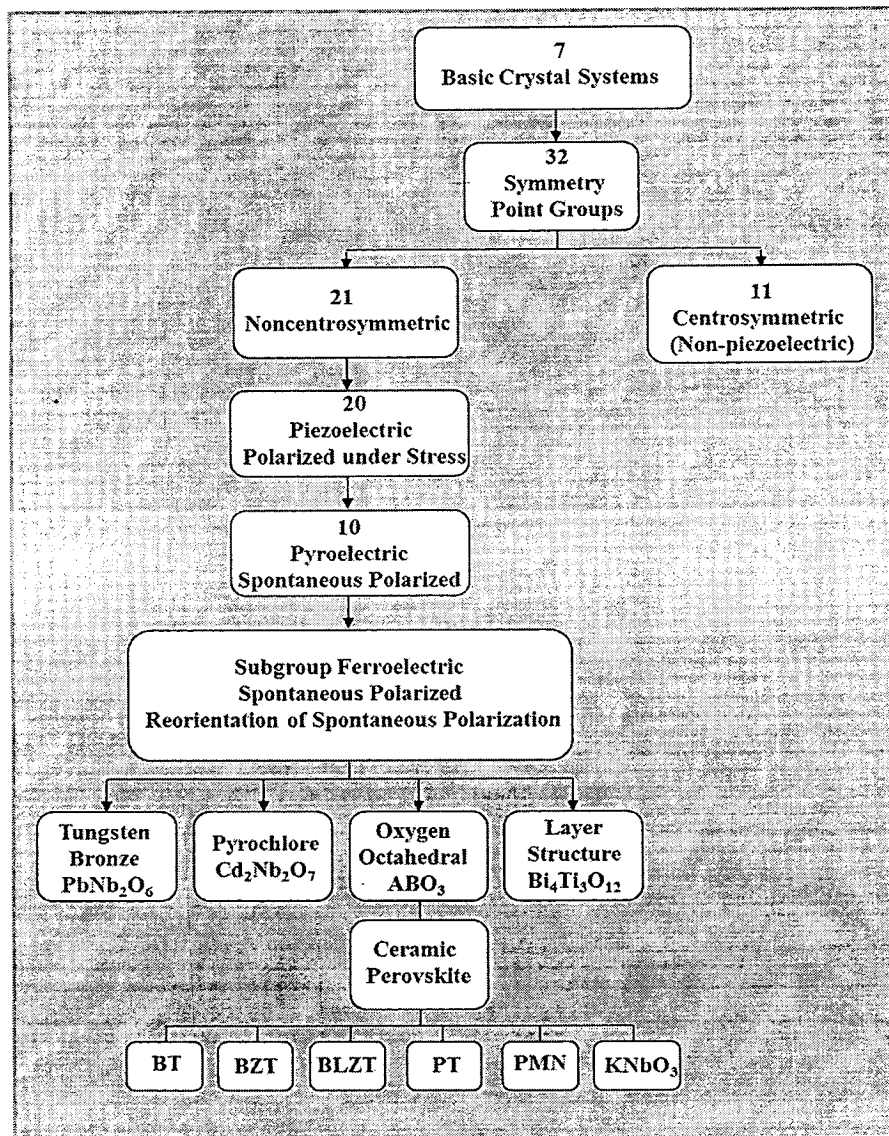 7
Basic Crystal Systems
32
Symmetry
Point Groups
21
Noncentrosymmetric
11
Centrosymmetric
(Non-piezoelectric)
20
Piezoelectric
Polarized under Stress
10
Pyroelectric
Spontaneous Polarized
Subgroup Ferroelectric
Spontaneous Polarized
Reorientation of Spontaneous Polarization
Tungsten
Bronze
PbNb₂O₆
Pyrochlore
Cd₂Nb₂O₇
Oxygen
Octahedral
ABO₃
Layer
Structure
Bi₄Ti₃O₁₂
Ceramic
Perovskite
BT
BZT
BLZT
PT
PMN
KNbO₃